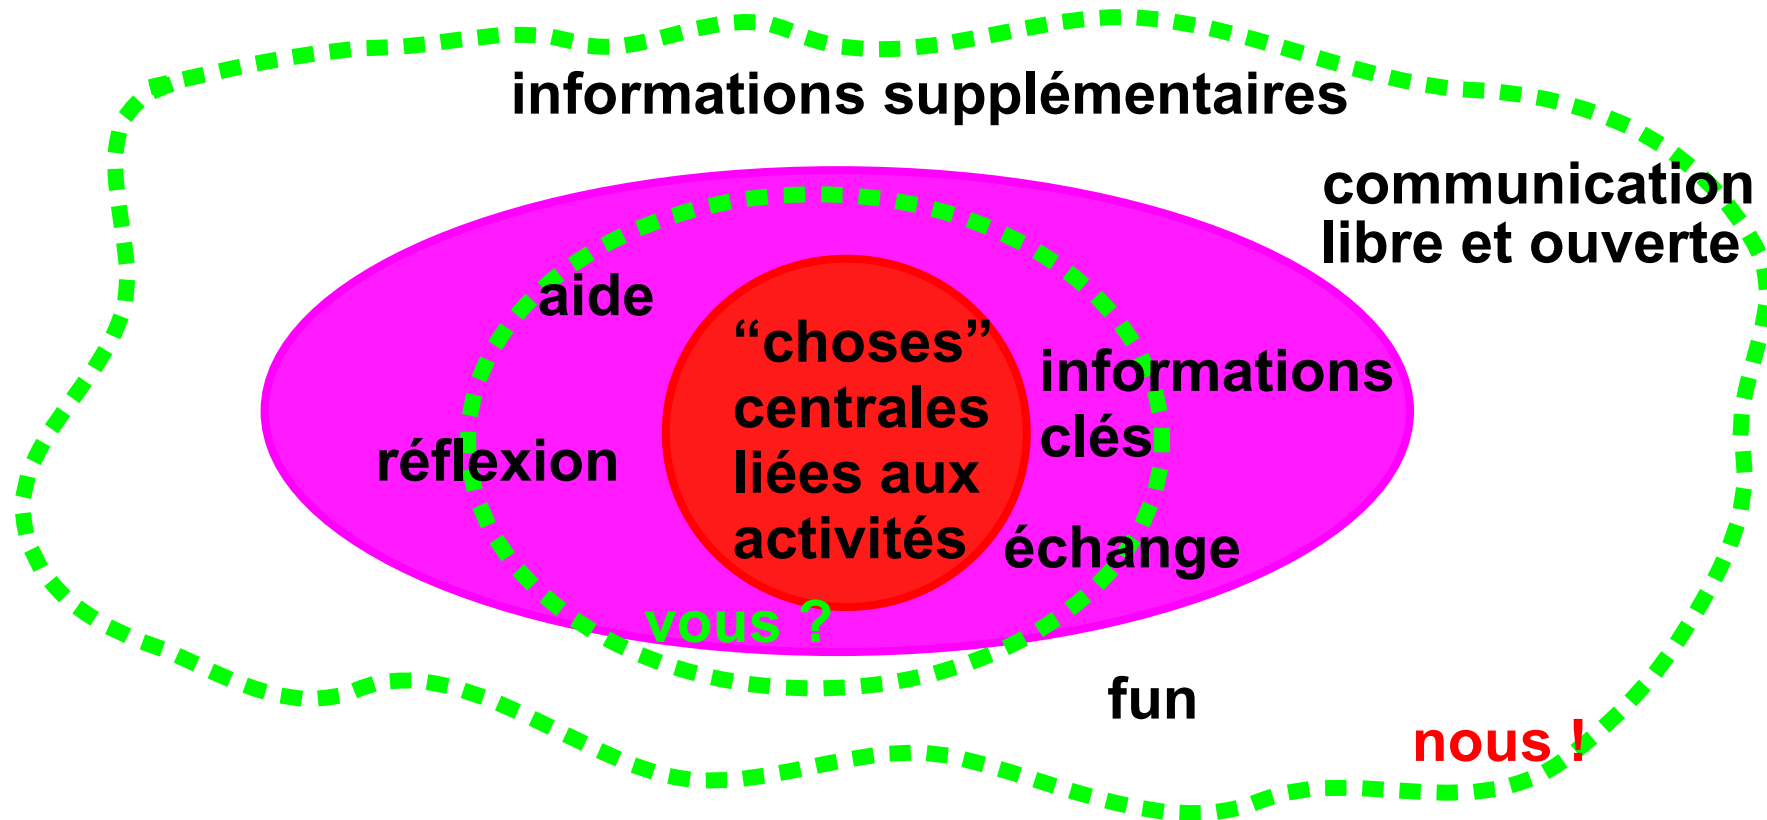 informations supplémentaires
communication
libre et ouverte
aide
“choses”
centrales
liées aux
activités
informations
clés
réflexion
échange
vous ?
fun
nous !